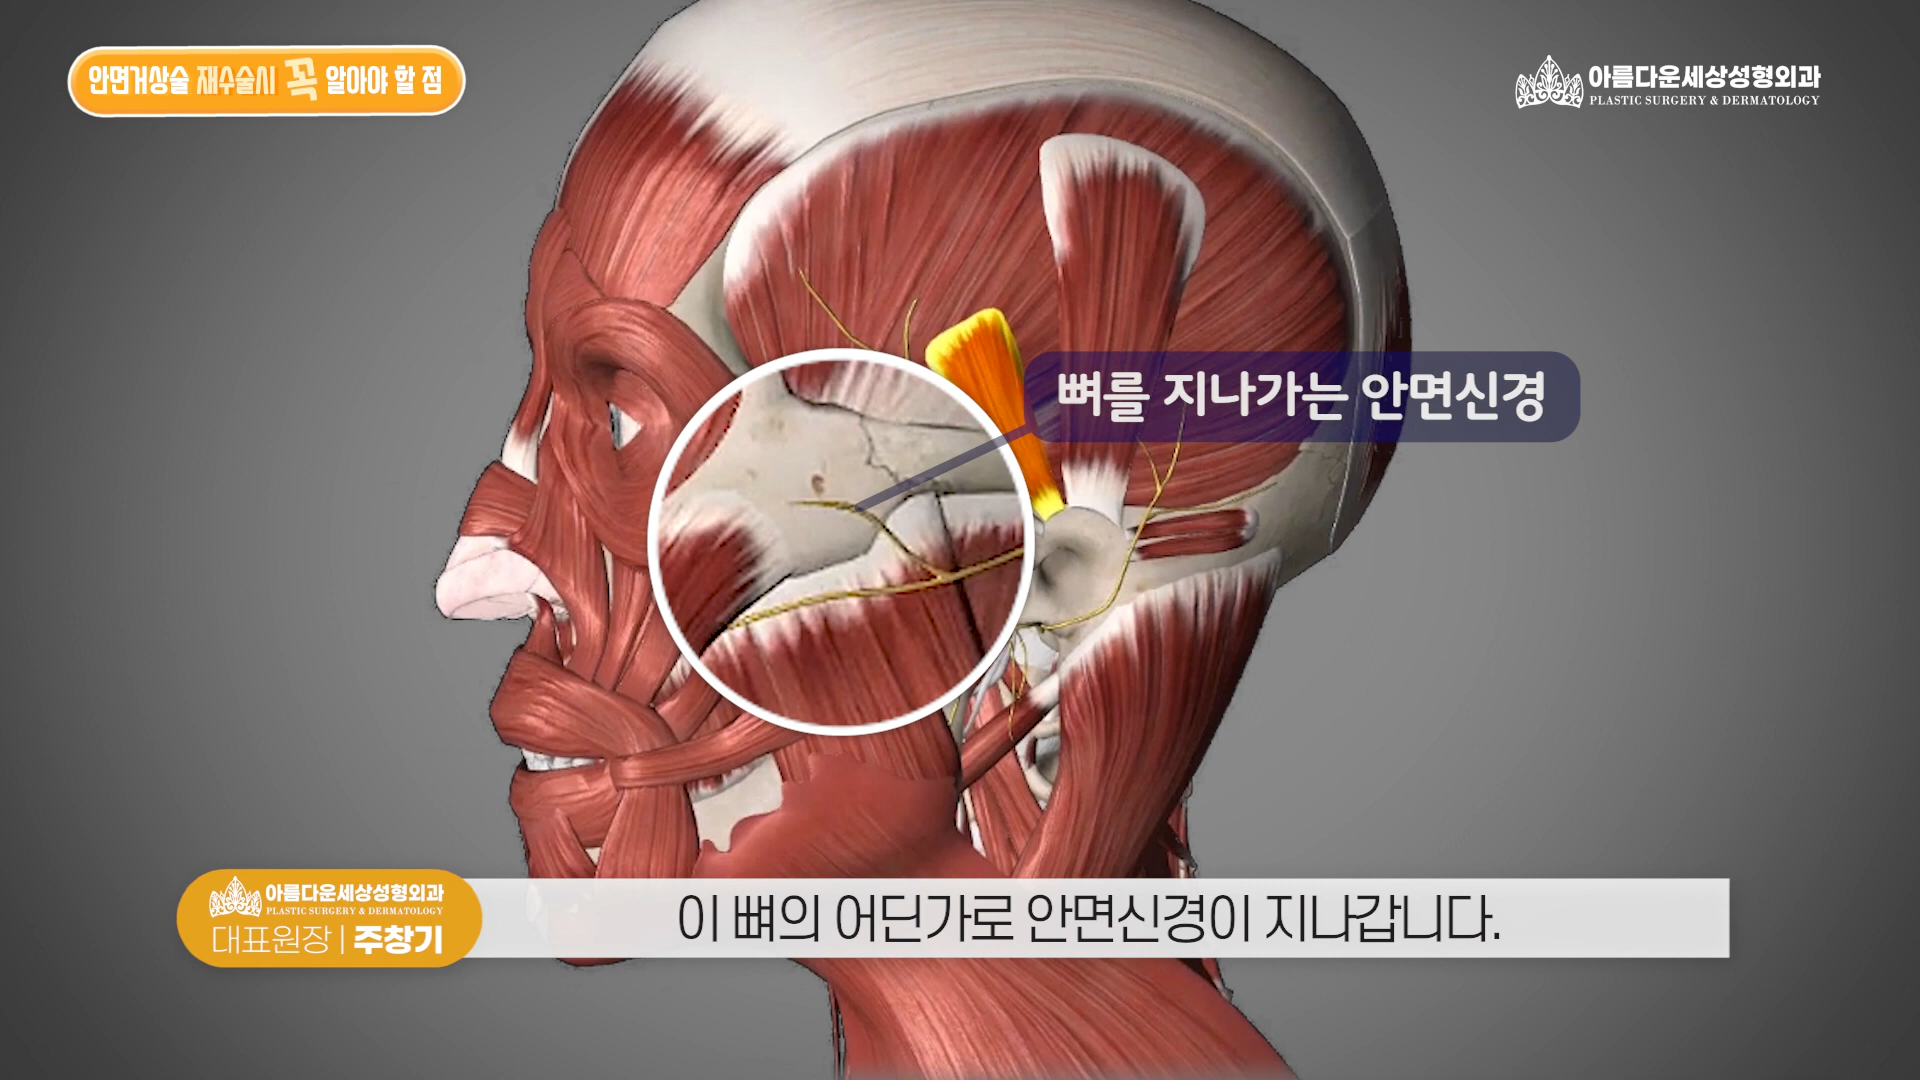 안면거상술 재수술시 꼭 알아야 할 점
아름다운세상성형외과
PLASTIC SURGERY & DERMATOLOGY
뼈를 지나가는 안면신경
아름다운세상성형외과
PLASTIC SURGERY & DERMATOLOGY
대표원장 | 주창기
이 뼈의 어딘가로 안면신경이 지나갑니다.